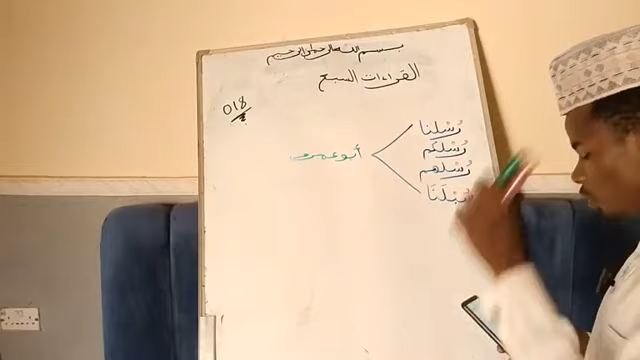 بسم الله الرحمن الرحيم
القراءات السبع
018
رُسْلنا
رُسْلكم
أبو عمرو
رُسْلهم
سُبْلَنَا